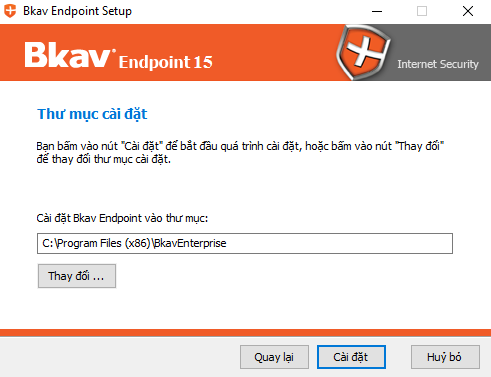 Bkav Endpoint Setup
Bkav® Endpoint 15
Internet Security
Thư mục cài đặt
Bạn bấm vào nút "Cài đặt" để bắt đầu quá trình cài đặt, hoặc bấm vào nút "Thay đổi"
để thay đổi thư mục cài đặt.
Cài đặt Bkav Endpoint vào thư mục:
C:\Program Files (x86)\BkavEnterprise
Thay đổi ...
Quay lại
Cài đặt
Huỷ bỏ